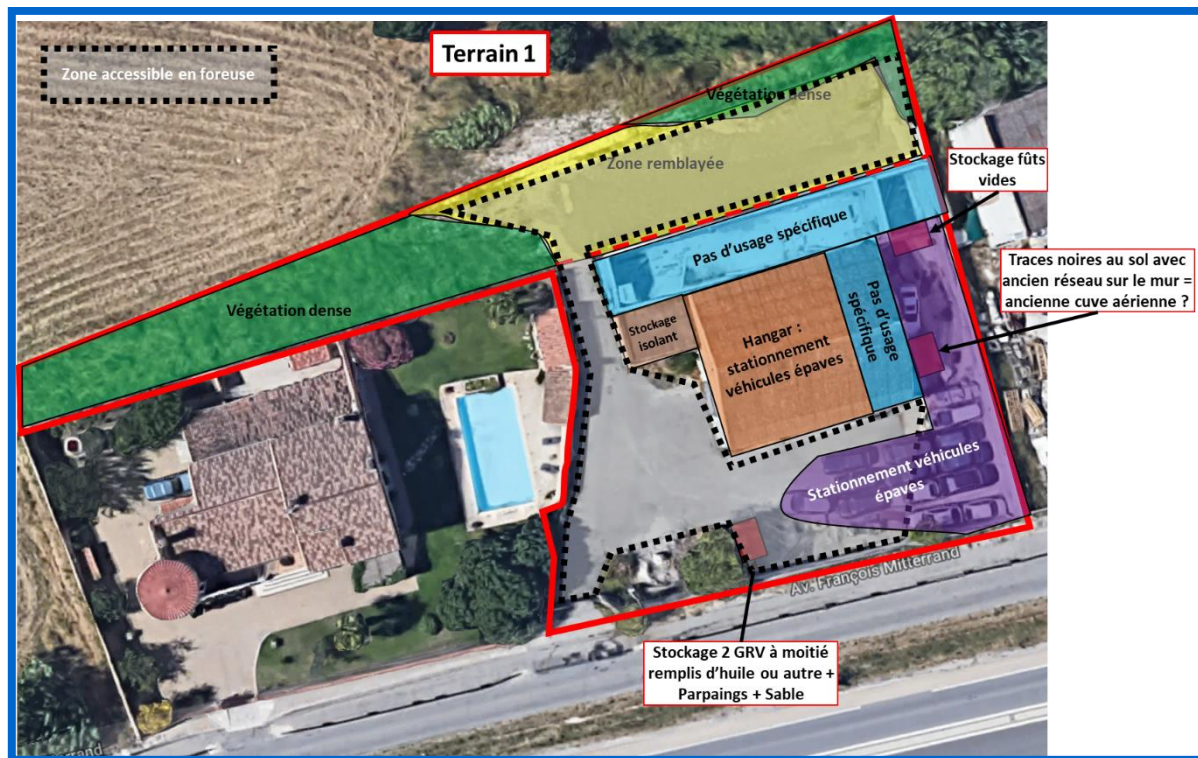 Zone accessible en foreuse
Terrain 1
Végétation dense
Zone remblayée
Stockage fûts
vides
Pas d'usage spécifique
Traces noires au sol avec
ancien réseau sur le mur =
ancienne cuve aérienne ?
Végétation dense
Stockage
isolant
Hangar :
stationnement
véhicules épaves
Pas d'usage
spécifique
Stationnement véhicules
épaves
Av. François Mitterrand
Stockage 2 GRV à moitié
remplis d'huile ou autre +
Parpaings + Sable